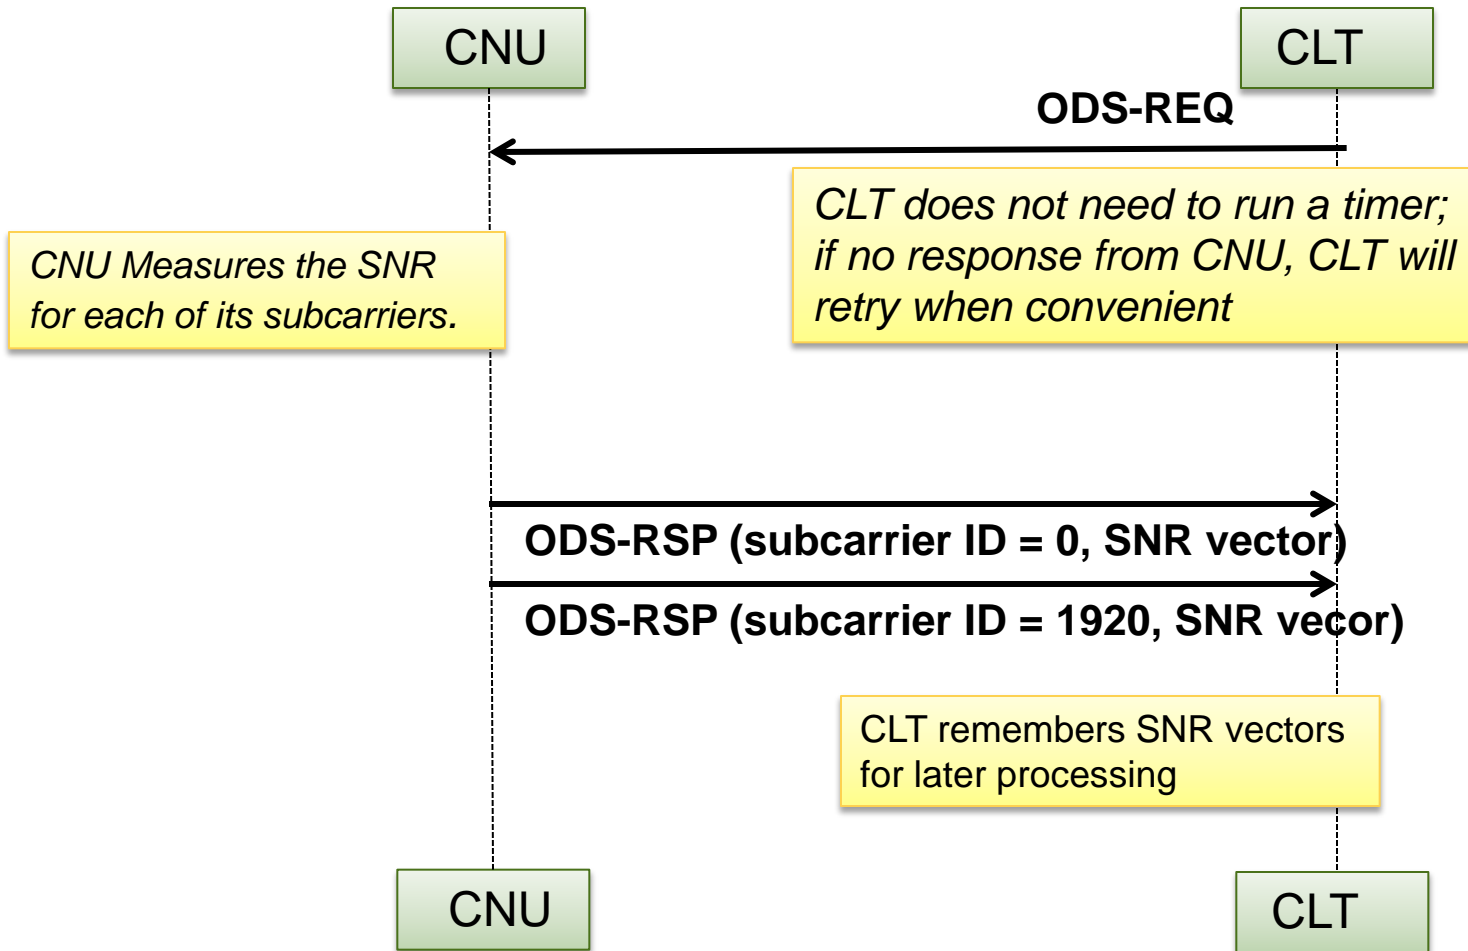 CNU
CLT
ODS-REQ
CLT does not need to run a timer;
if no response from CNU, CLT will
retry when convenient
CNU Measures the SNR
for each of its subcarriers.
ODS-RSP (subcarrier ID = 0, SNR vector)
ODS-RSP (subcarrier ID = 1920, SNR vecor)
CLT remembers SNR vectors
for later processing
CNU
CLT